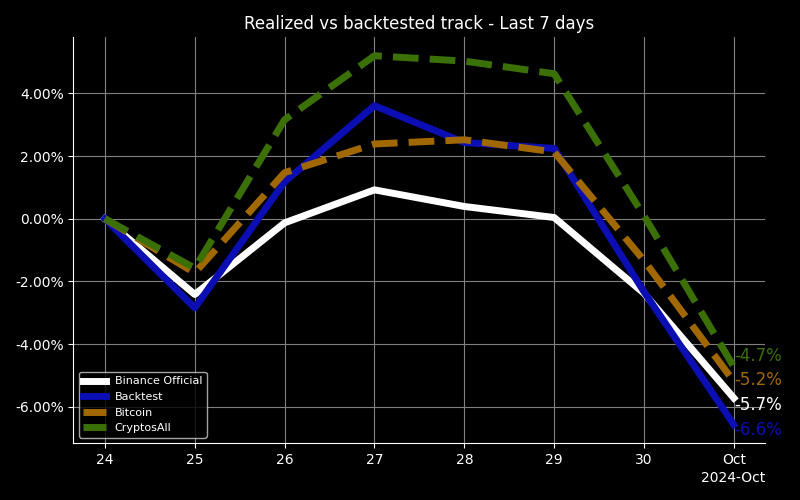 Realized vs backtested track - Last 7 days
4.00%
2.00%
0.00%
-2.00%
-4.00%
-6.00%
-4.7%
-5.2%
-5.7%
-6.6%
Binance Official
Backtest
Bitcoin
CryptosAll
24 25 26 27 28 29 30 Oct
2024-Oct